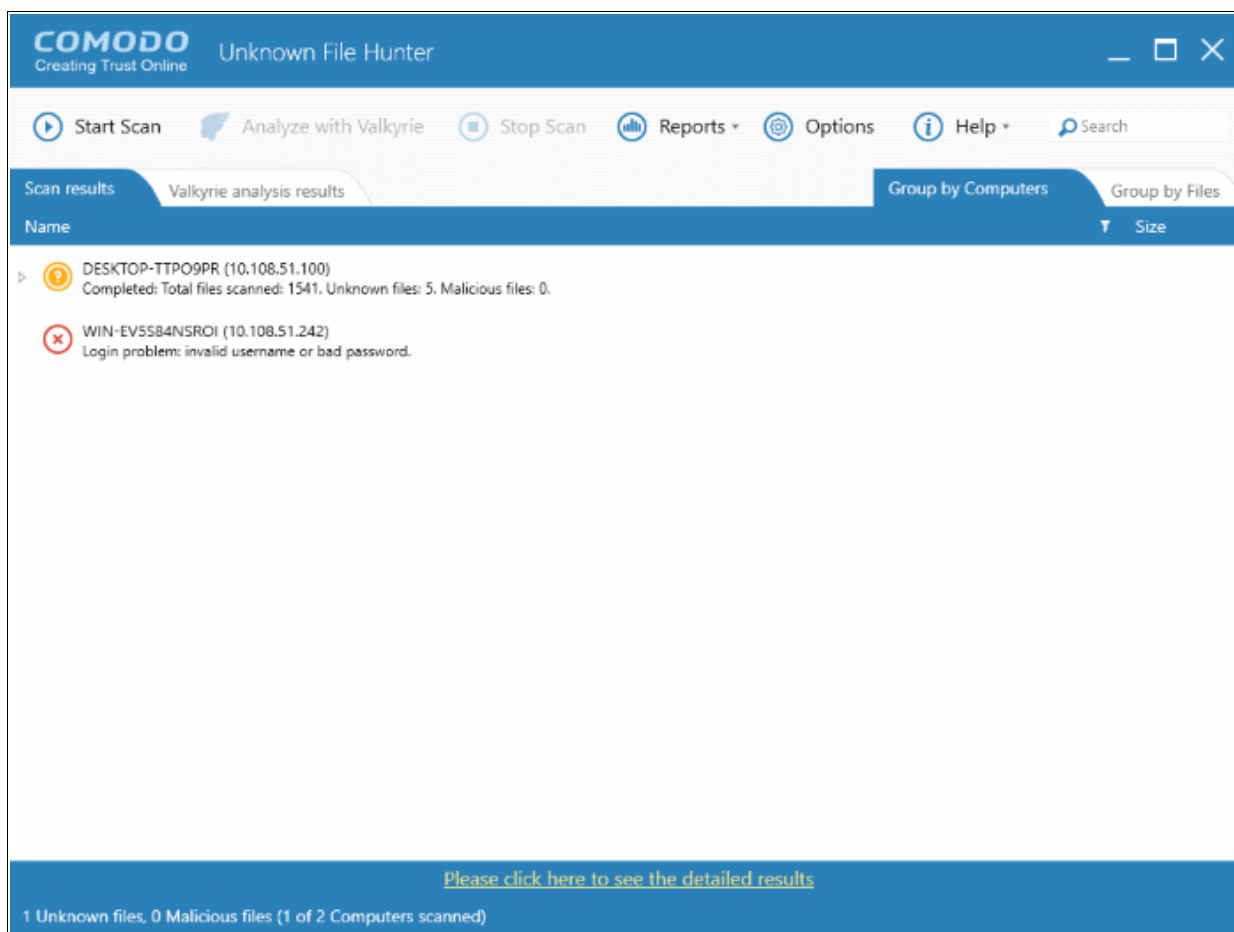 COMODO
Creating Trust Online
Unknown File Hunter
Start Scan
Analyze with Valkyrie
Stop Scan
Reports
Options
Help
Search
Scan results
Valkyrie analysis results
Group by Computers
Group by Files
Name
Size
DESKTOP-TTPO9PR (10.108.51.100)
Completed: Total files scanned: 1541. Unknown files: 5. Malicious files: 0.
WIN-EV5S84NSROI (10.108.51.242)
Login problem: invalid username or bad password.
Please click here to see the detailed results
1 Unknown files, 0 Malicious files (1 of 2 Computers scanned)